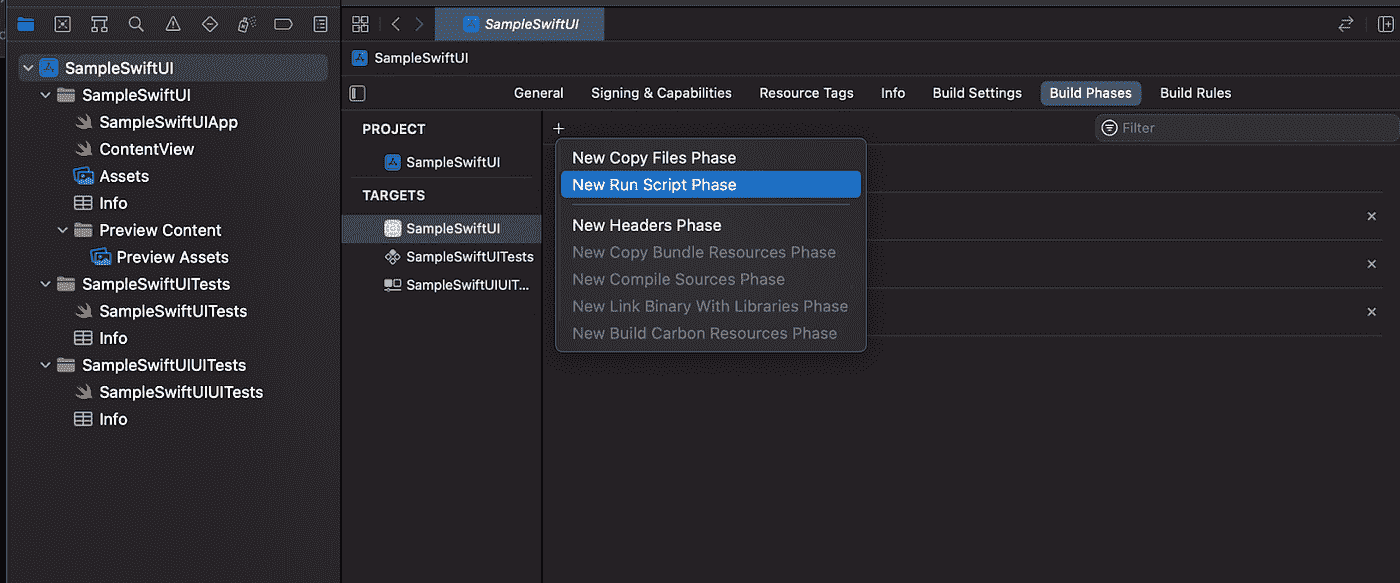 SampleSwiftUI
SampleSwiftUI
SampleSwiftUI
SampleSwiftUIApp
ContentView
Assets
Info
Preview Content
Preview Assets
SampleSwiftUITests
SampleSwiftUITests
Info
SampleSwiftUIUITests
SampleSwiftUIUITests
Info
SampleSwiftUI
General Signing & Capabilities Resource Tags Info Build Settings Build Phases Build Rules
PROJECT
SampleSwiftUI
TARGETS
SampleSwiftUI
SampleSwiftUITests
SampleSwiftUIUIT...
+
Filter
New Copy Files Phase
New Run Script Phase
New Headers Phase
New Copy Bundle Resources Phase
New Compile Sources Phase
New Link Binary With Libraries Phase
New Build Carbon Resources Phase